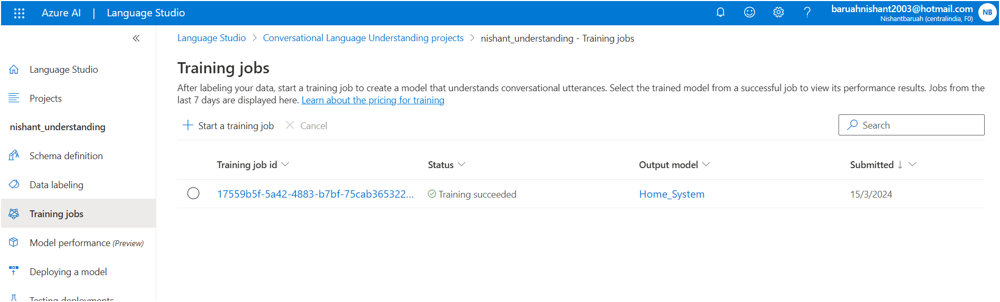 Azure AI | Language Studio
baruahnishant2003@hotmail.com
Nishantbaruah (centralindia, F0)
NB
Language Studio > Conversational Language Understanding projects > nishant_understanding - Training jobs
Language Studio
Projects
nishant_understanding
Schema definition
Data labeling
Training jobs
Model performance (Preview)
Deploying a model
Testing deployments
Training jobs
After labeling your data, start a training job to create a model that understands conversational utterances. Select the trained model from a successful job to view its performance results. Jobs from the
last 7 days are displayed here. Learn about the pricing for training
Start a training job Cancel
Search
Training job id Status Output model Submitted ↓
17559b5f-5a42-4883-b7bf-75cab365322... Training succeeded Home_System 15/3/2024